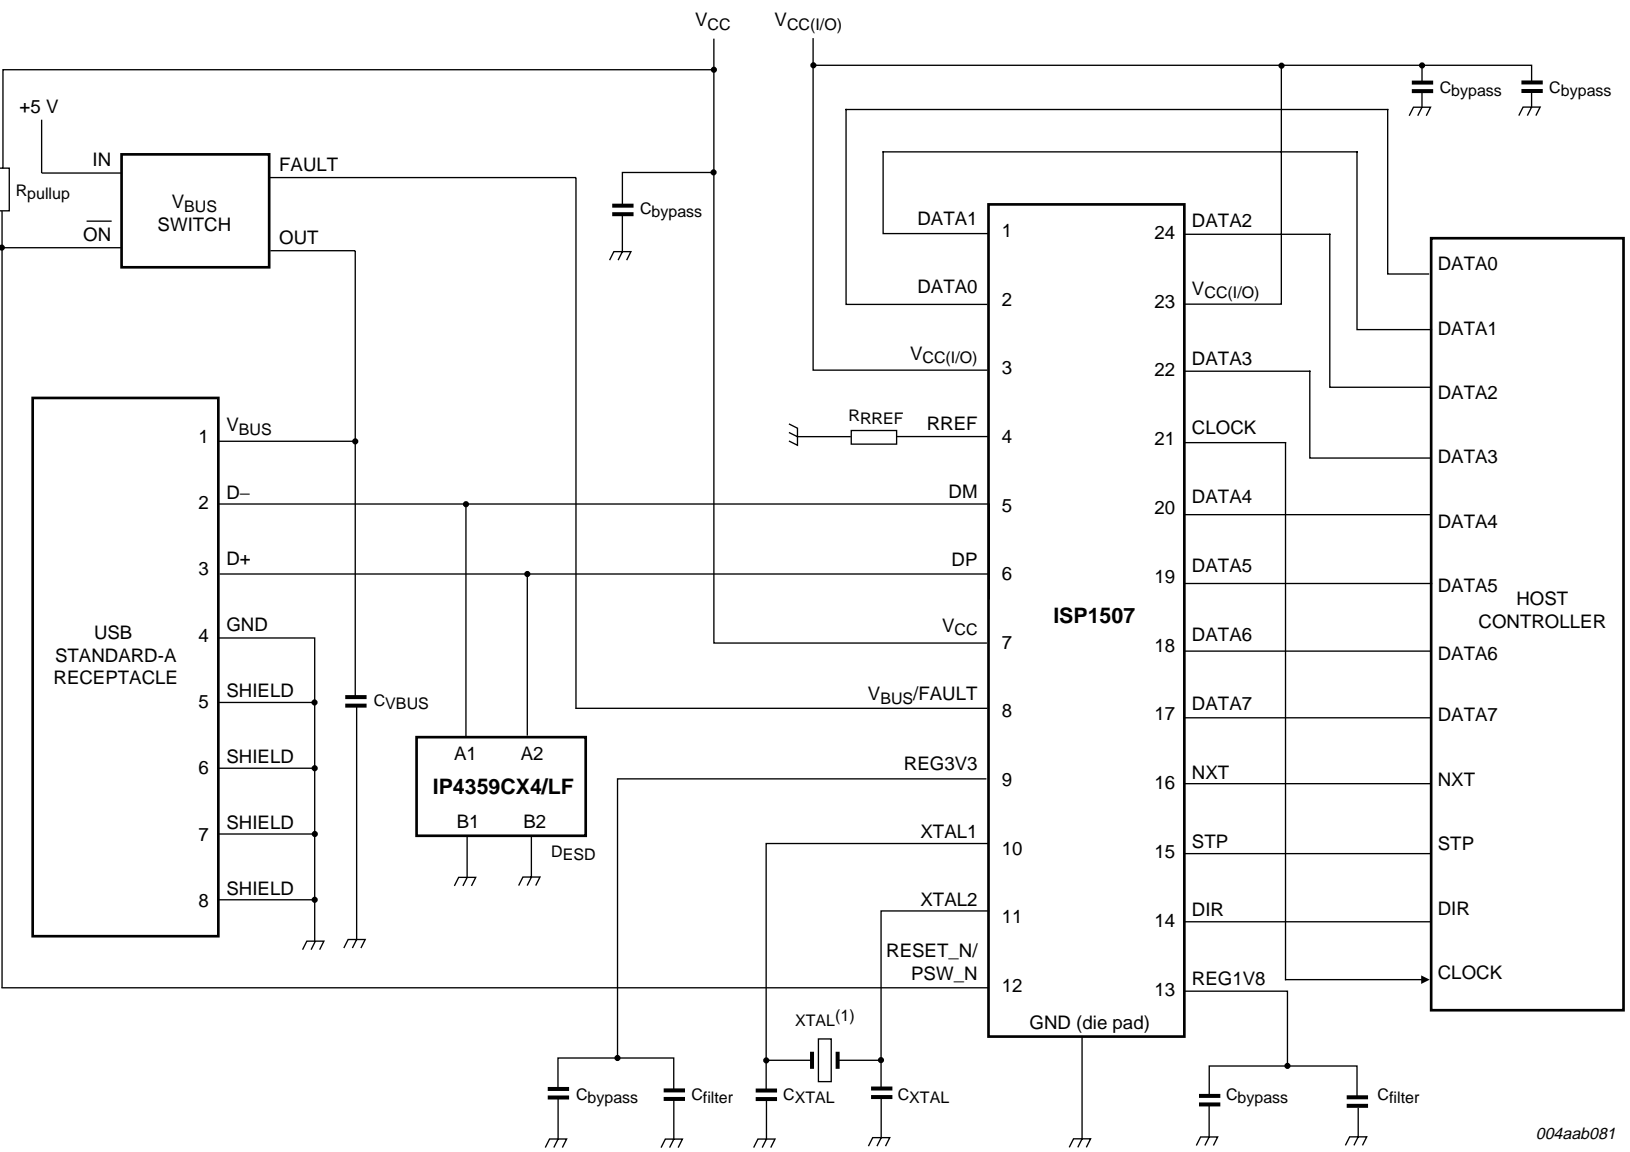 VCC
VCC(I/O)
Cbypass
Cbypass
+5 V
IN
FAULT
Rpullup
VBUS
SWITCH
ON
OUT
Cbypass
DATA1
1
24
DATA2
DATA0
DATA0
2
23
VCC(I/O)
DATA1
VCC(I/O)
3
22
DATA3
DATA2
RRREF
RREF
4
21
CLOCK
DATA3
1
VBUS
2
D–
DM
5
20
DATA4
DATA4
3
D+
DP
6
19
DATA5
DATA5
HOST
CONTROLLER
ISP1507
USB
STANDARD-A
RECEPTACLE
4
GND
VCC
7
18
DATA6
DATA6
5
SHIELD
CVBUS
VBUS/FAULT
8
17
DATA7
DATA7
6
SHIELD
A1
A2
IP4359CX4/LF
B1
B2
DESD
REG3V3
9
16
NXT
NXT
7
SHIELD
XTAL1
10
15
STP
STP
8
SHIELD
XTAL2
11
14
DIR
DIR
RESET_N/
PSW_N
12
13
REG1V8
CLOCK
GND (die pad)
XTAL(1)
Cbypass
Cfilter
CXTAL
CXTAL
Cbypass
Cfilter
004aab081